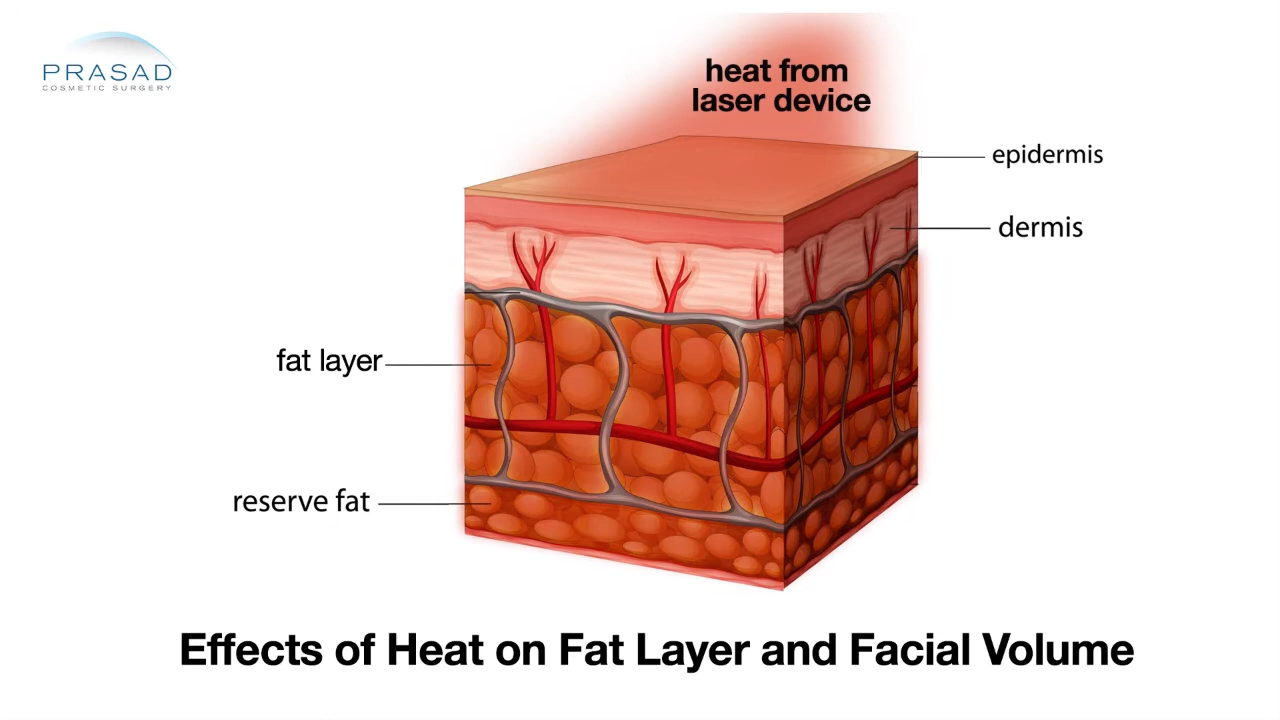 PRASAD
COSMETIC SURGERY
heat from
laser device
epidermis
dermis
fat layer
reserve fat
Effects of Heat on Fat Layer and Facial Volume